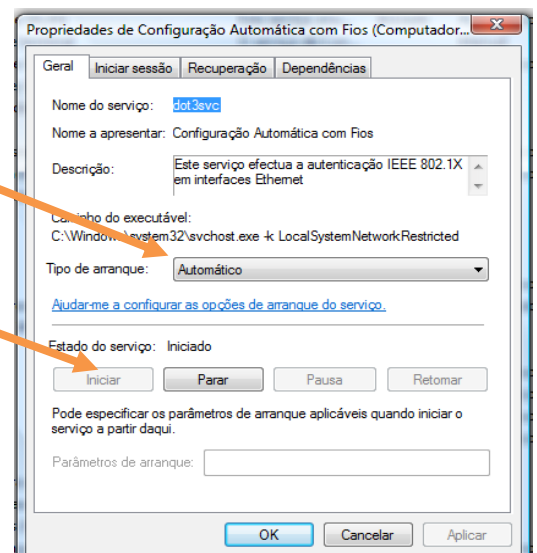 Propriedades de Configuração Automática com Fios (Computador...
Geral Iniciar sessão Recuperação Dependências
Nome do serviço: dot3svc
Nome a apresentar: Configuração Automática com Fios
Descrição: Este serviço efectua a autenticação IEEE 802.1X
em interfaces Ethernet
Caminho do executável:
C:\Windows\system32\svchost.exe -k LocalSystemNetworkRestricted
Tipo de arranque: Automático
Ajudar-me a configurar as opções de arranque do serviço.
Estado do serviço: Iniciado
Iniciar Parar Pausa Retomar
Pode especificar os parâmetros de arranque aplicáveis quando iniciar o
serviço a partir daqui.
Parâmetros de arranque:
OK Cancelar Aplicar